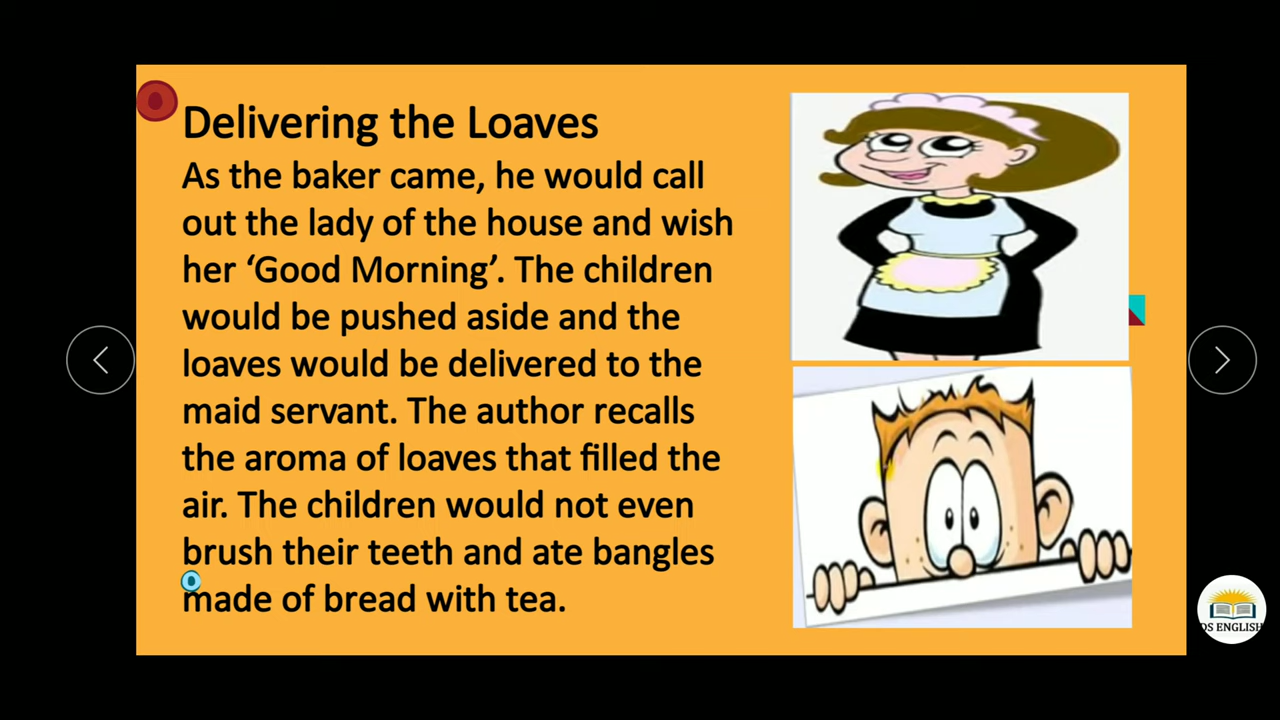 Delivering the Loaves
As the baker came, he would call
out the lady of the house and wish
her ‘Good Morning’. The children
would be pushed aside and the
loaves would be delivered to the
maid servant. The author recalls
the aroma of loaves that filled the
air. The children would not even
brush their teeth and ate bangles
made of bread with tea.
DS ENGLISH